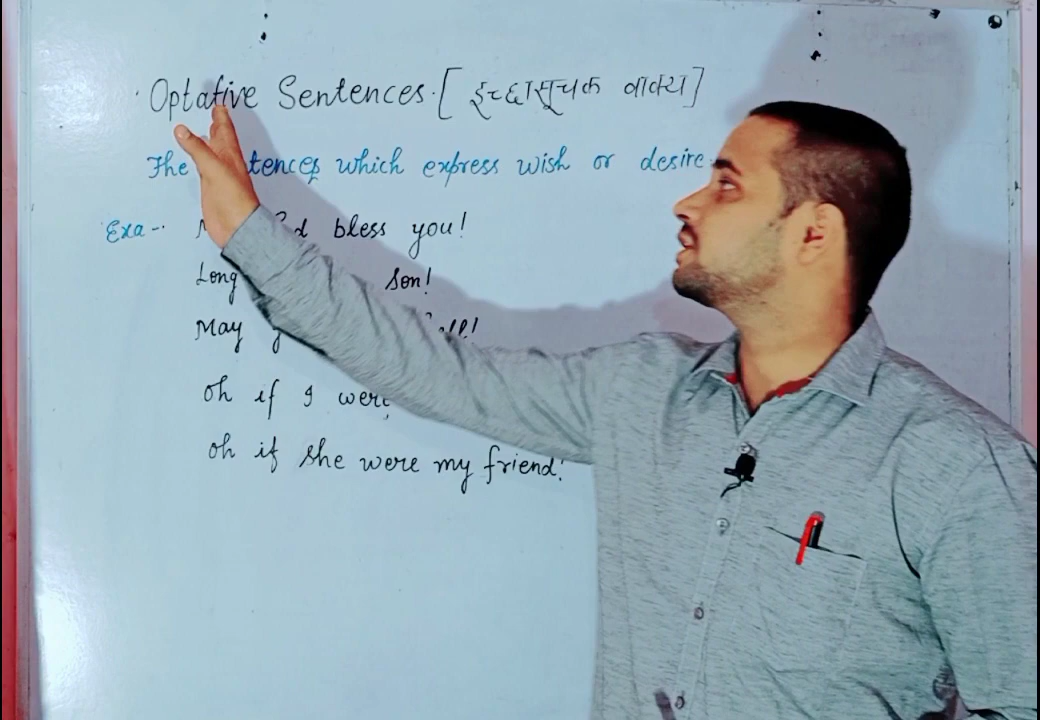 Optative Sentences. [ इच्छासूचक वाक्य ]
The which express wish or desire.
Exa -. bless you!
Long Son!
May
oh if I were
oh if she were my friend!